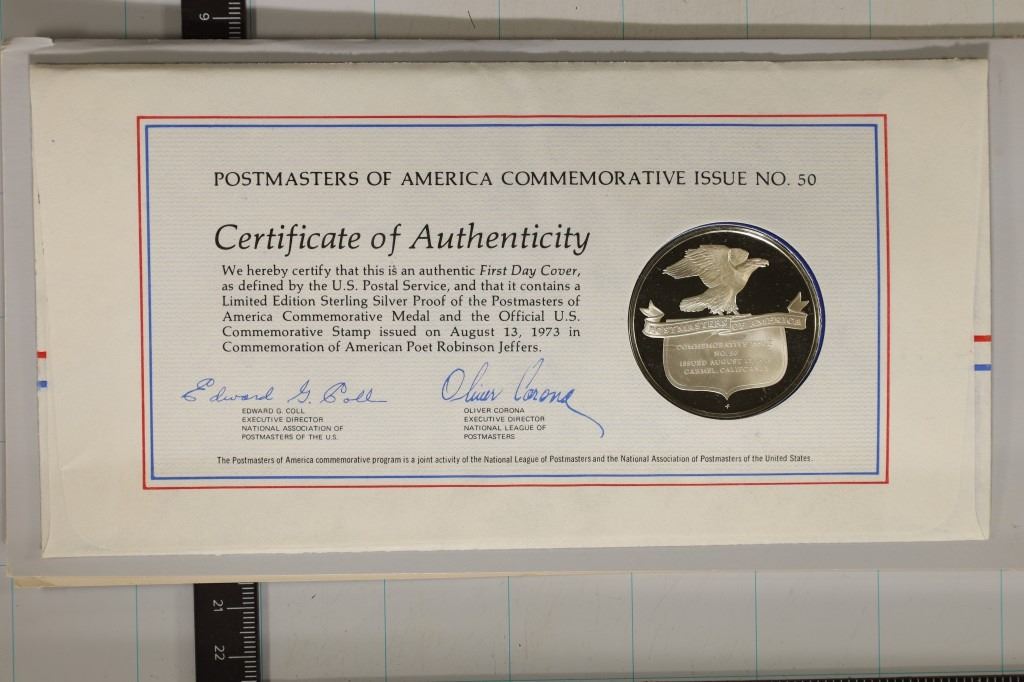 9
POSTMASTERS OF AMERICA COMMEMORATIVE ISSUE NO. 50
Certificate of Authenticity
We hereby certify that this is an authentic First Day Cover,
as defined by the U.S. Postal Service, and that it contains a
Limited Edition Sterling Silver Proof of the Postmasters of
America Commemorative Medal and the Official U.S.
Commemorative Stamp issued on August 13, 1973 in
Commemoration of American Poet Robinson Jeffers.
POSTMASTERS OF AMERICA
COMMEMORATIVE ISSUE
NO. 50
ISSUED AUGUST
CARMEL, CALIFORNIA
Edward G. Coll
Oliver Corona
EDWARD G. COLL
EXECUTIVE DIRECTOR
NATIONAL ASSOCIATION OF
POSTMASTERS OF THE U.S.
OLIVER CORONA
EXECUTIVE DIRECTOR
NATIONAL LEAGUE OF
POSTMASTERS
The Postmasters of America commemorative program is a joint activity of the National League of Postmasters and the National Association of Postmasters of the United States.
21
22